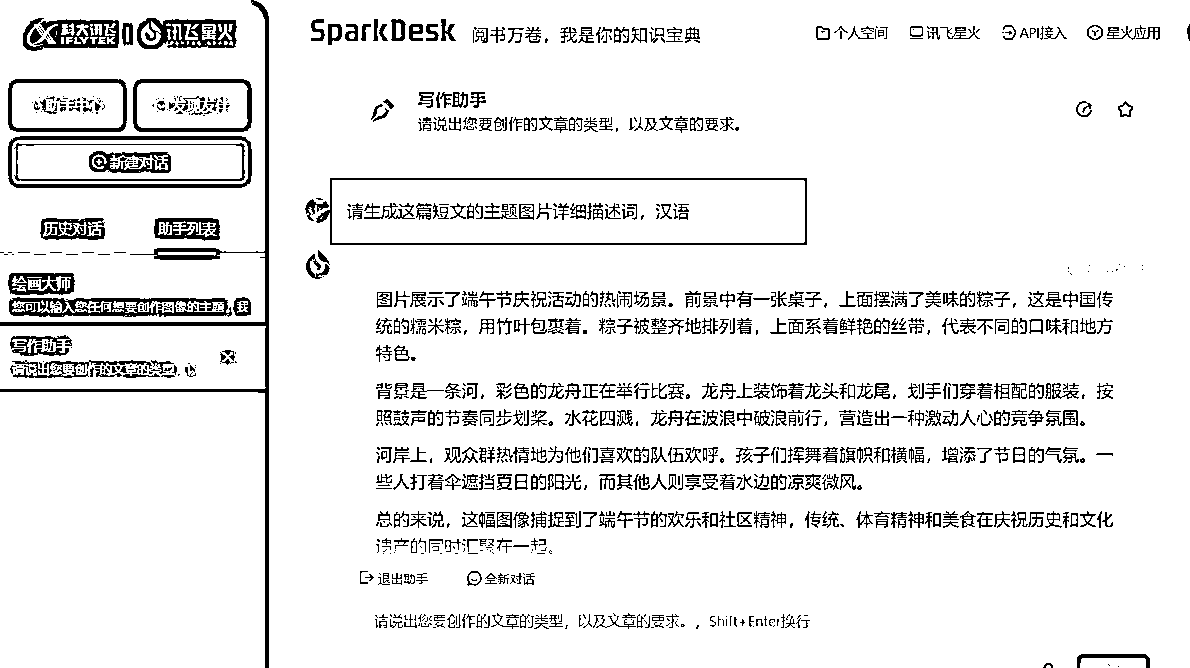 科大讯飞 讯飞星火
SparkDesk 阅书万卷，我是你的知识宝典
个人空间 讯飞星火 API接入 星火应用
助手中心 发现友伴
新建对话
历史对话 助手列表
绘画大师
您可以输入您任何想要创作图像的主题，我
写作助手
请说出您要创作的文章的类型，以
写作助手
请说出您要创作的文章的类型，以及文章的要求。
请生成这篇短文的主题图片详细描述词，汉语
图片展示了端午节庆祝活动的热闹场景。前景中有一张桌子，上面摆满了美味的粽子，这是中国传
统的糯米粽，用竹叶包裹着。粽子被整齐地排列着，上面系着鲜艳的丝带，代表不同的口味和地方
特色。
背景是一条河，彩色的龙舟正在举行比赛。龙舟上装饰着龙头和龙尾，划手们穿着相配的服装，按
照鼓声的节奏同步划桨。水花四溅，龙舟在波浪中破浪前行，营造出一种激动人心的竞争氛围。
河岸上，观众群热情地为他们喜欢的队伍欢呼。孩子们挥舞着旗帜和横幅，增添了节日的气氛。一
些人打着伞遮挡夏日的阳光，而其他人则享受着水边的凉爽微风。
总的来说，这幅图像捕捉到了端午节的欢乐和社区精神，传统、体育精神和美食在庆祝历史和文化
遗产的同时汇聚在一起。
退出助手 全新对话
请说出您要创作的文章的类型，以及文章的要求。，Shift+Enter换行